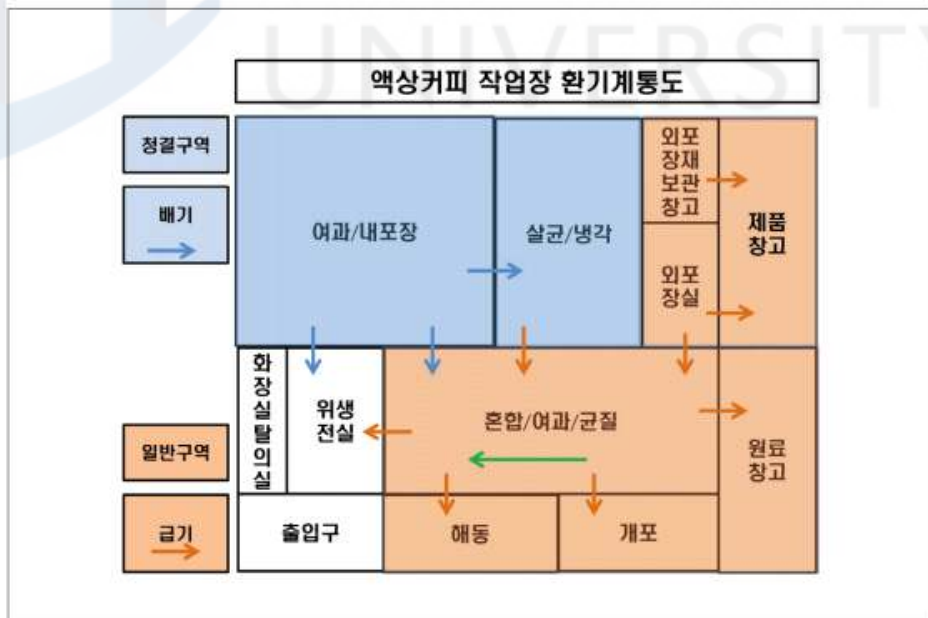 UNIVERSITY
액상커피 작업장 환기계통도
청결구역
배기
여과/내포장
살균/냉각
외포
장재
보관
창고
제품
창고
외포
장실
화
장
실
탈
의
실
위생
전실
혼합/여과/균질
원료
창고
일반구역
급기
출입구
해동
개포